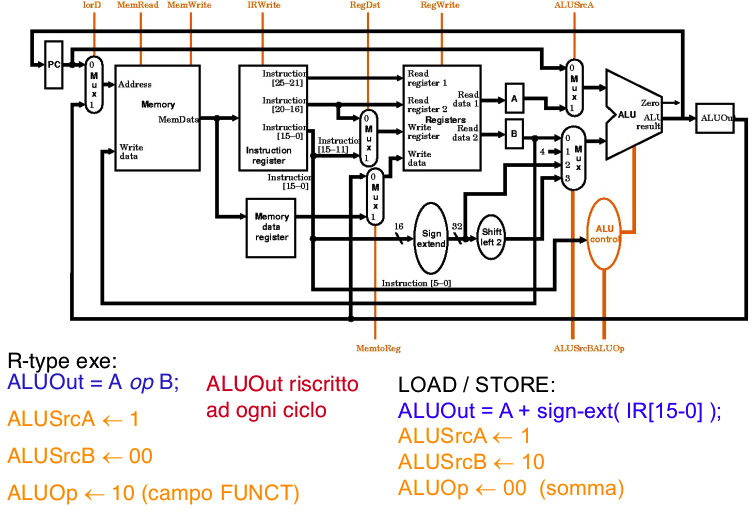 IorD MemRead MemWrite IRWrite RegDst RegWrite ALUSrcA
PC
0
M
u
x
1
Address
Memory
MemData
Write
data
Instruction
[25–21]
Instruction
[20–16]
Instruction
[15–0]
Instruction
register
Instruction
[15–11]
Instruction
[15–0]
Memory
data
register
0
Mux
1
0
Mux
1
Read
register 1
Read
register 2
Registers
Write
register
Write
data
Read
data 1
Read
data 2
A
B
4
0
M
u
x
1
0
1
2
3
Mux
Zero
ALU
ALU
result
ALUOut
16
Sign
extend
32
Shift
left 2
ALU
control
Instruction [5–0]
MemtoReg ALUSrcBALUOp
R-type exe:
ALUOut = A op B;
ALUSrcA ← 1
ALUSrcB ← 00
ALUOp ← 10 (campo FUNCT)
ALUOut riscritto
ad ogni ciclo
LOAD / STORE:
ALUOut = A + sign-ext( IR[15-0] );
ALUSrcA ← 1
ALUSrcB ← 10
ALUOp ← 00 (somma)